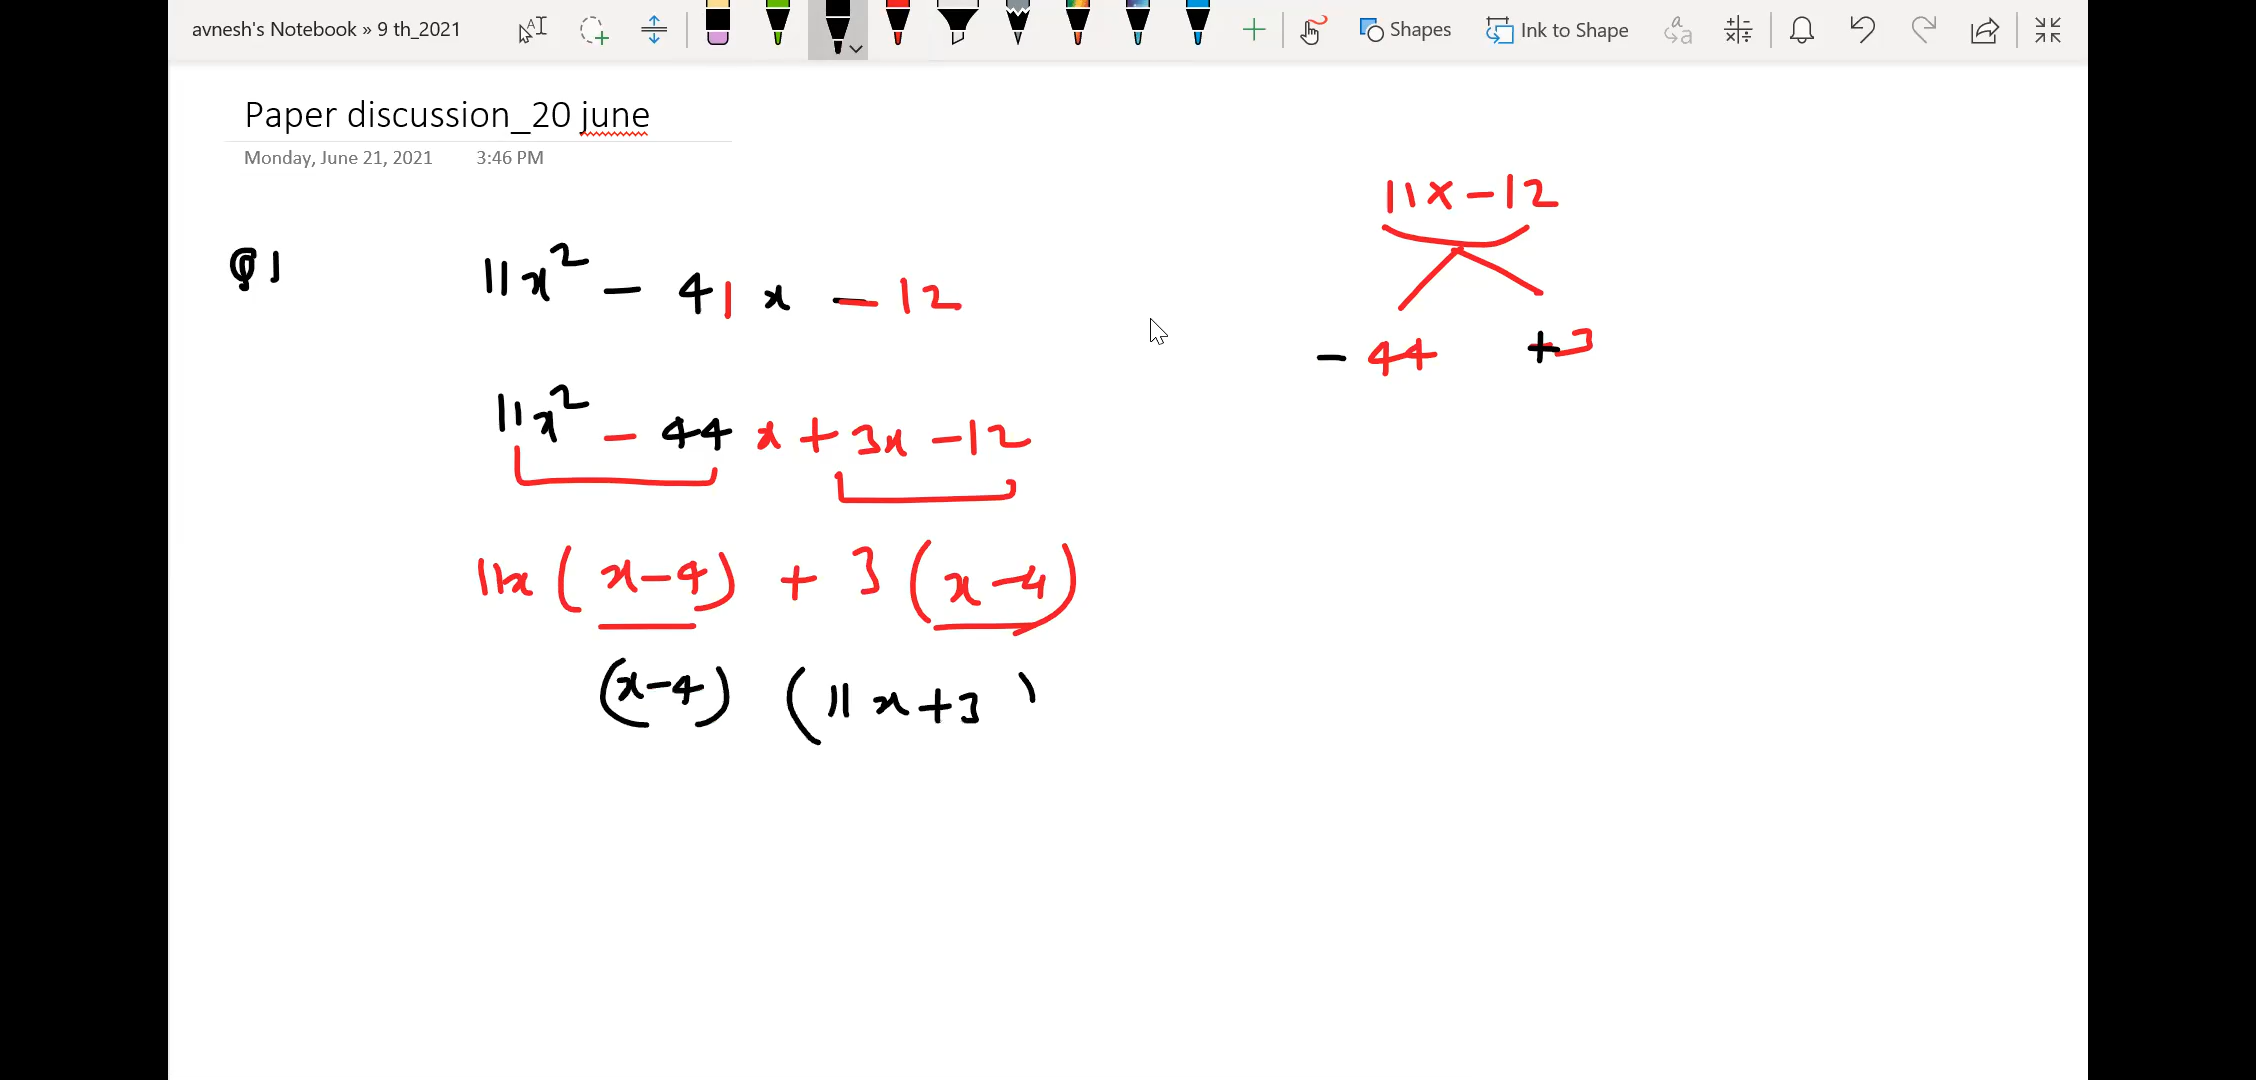 avnesh's Notebook » 9 th_2021
Shapes
Ink to Shape
Paper discussion_20 june
Monday, June 21, 2021 3:46 PM
11x-12
-44 +3
Q1 11x² - 41x - 12
11x² - 44x + 3x - 12
11x (x-4) + 3 (x-4)
(x-4) (11x+3)